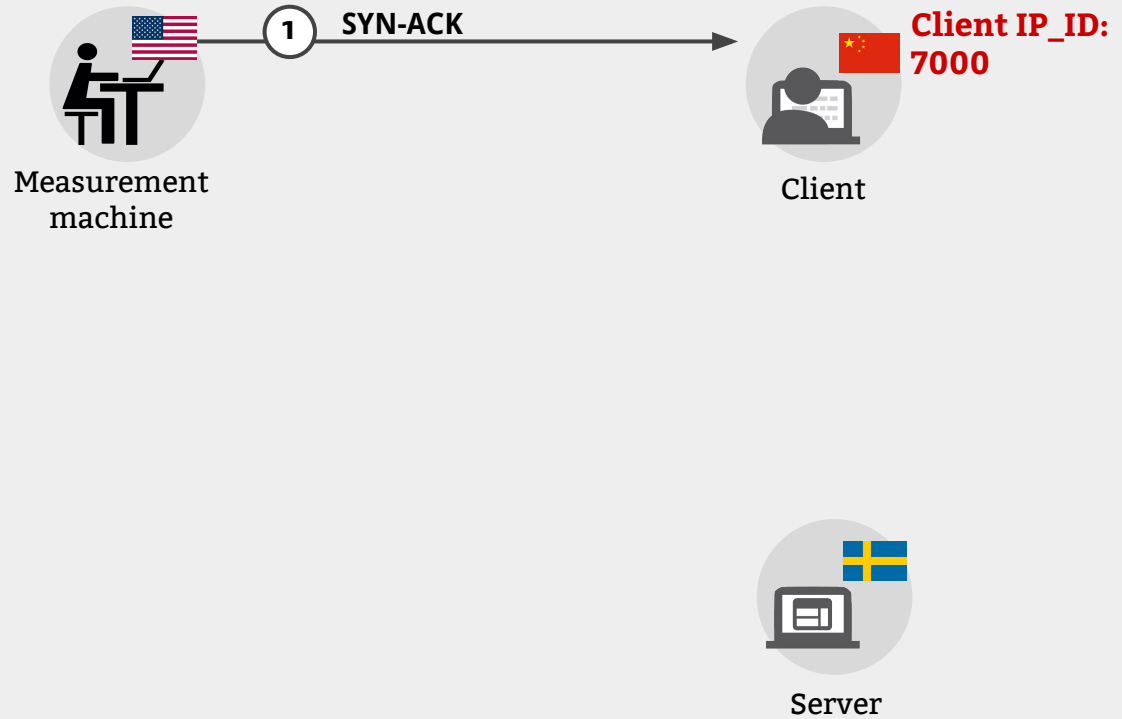 1
SYN-ACK
Client IP_ID:
7000
Measurement
machine
Client
Server